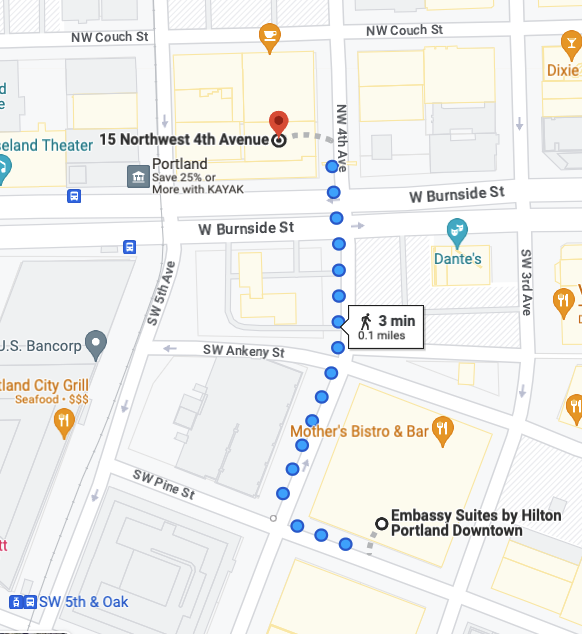 NW Couch St
NW Couch St
Dixie
d
e
seland Theater
15 Northwest 4th Avenue
NW 4th Ave
Portland
Save 25% or
More with KAYAK
W Burnside St
W Burnside St
Dante's
SW 5th Ave
SW 3rd Ave
V
3 min
0.1 miles
U.S. Bancorp
SW Ankeny St
tland City Grill
Seafood • $$$
Mother's Bistro & Bar
SW Pine St
Embassy Suites by Hilton
Portland Downtown
tt
SW 5th & Oak